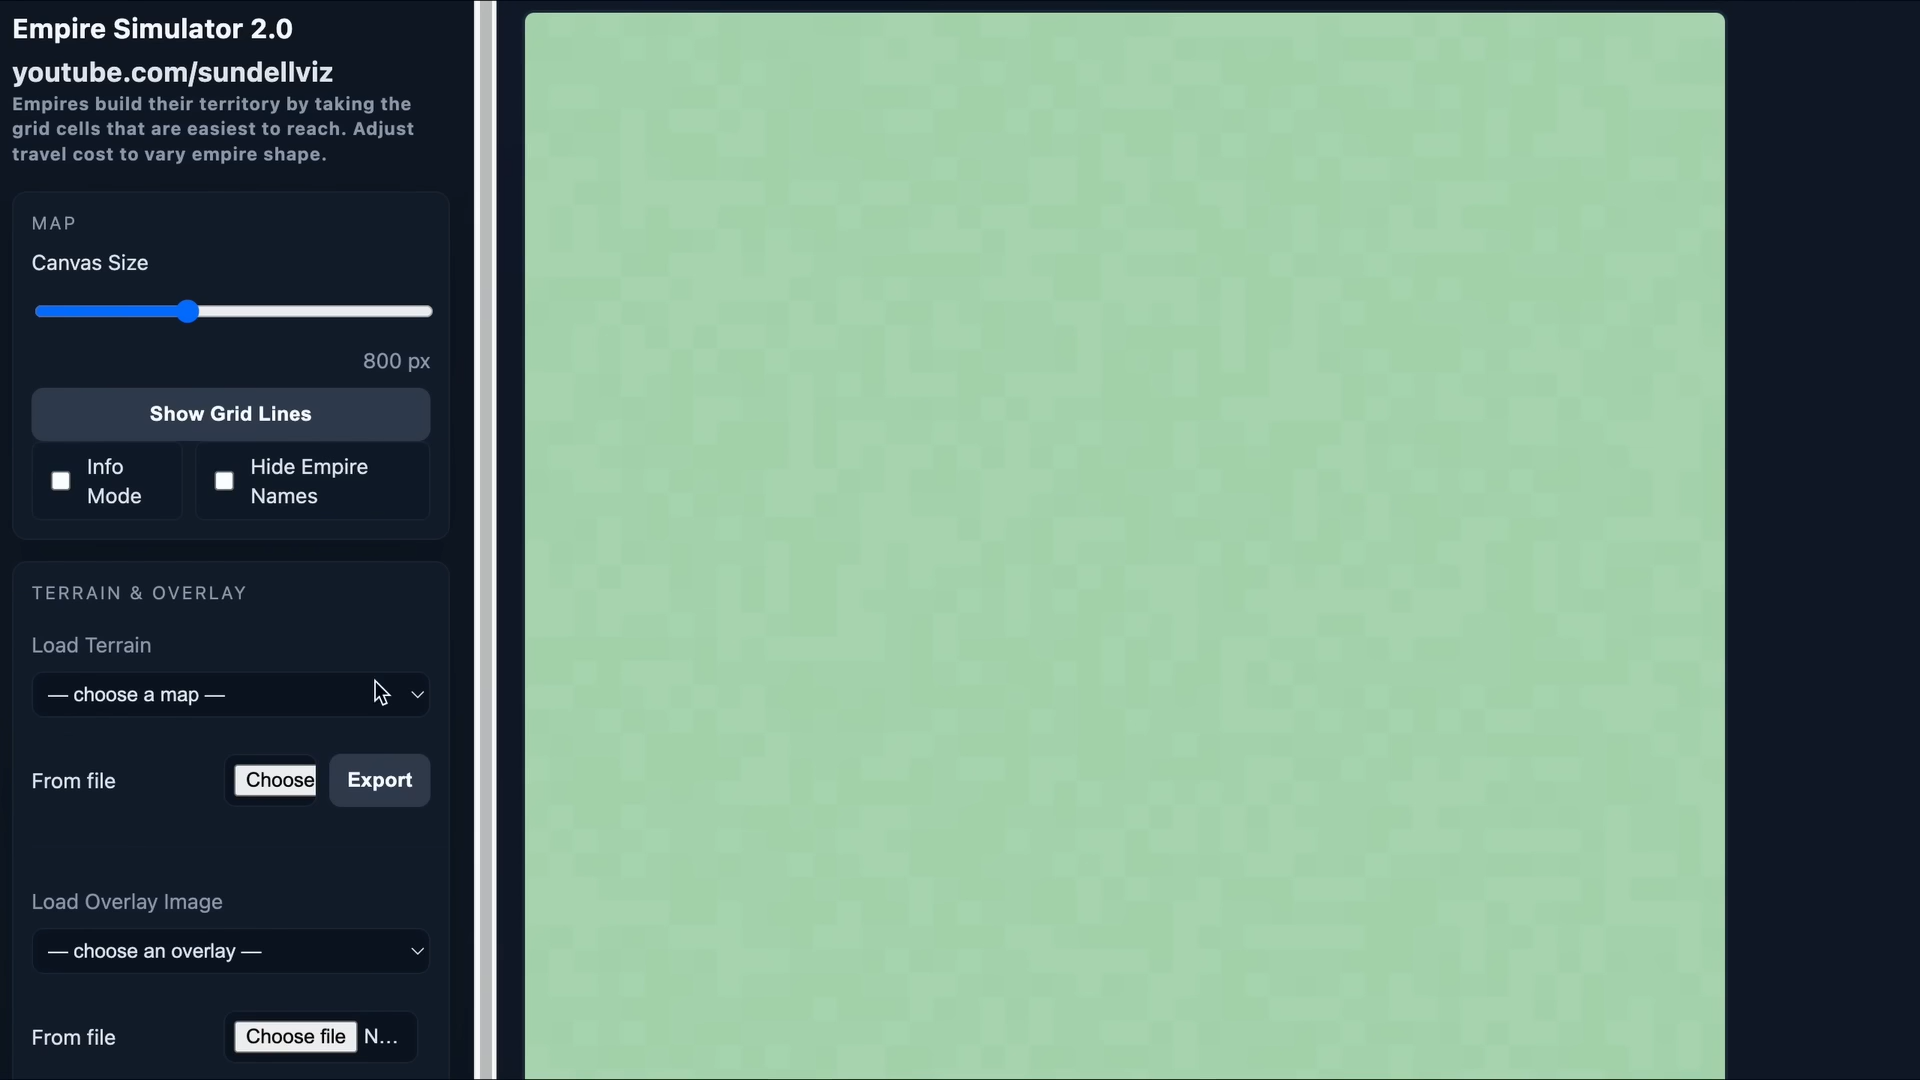 Empire Simulator 2.0
youtube.com/sundellviz
Empires build their territory by taking the
grid cells that are easiest to reach. Adjust
travel cost to vary empire shape.
MAP
Canvas Size
800 px
Show Grid Lines
Info
Mode
Hide Empire
Names
TERRAIN & OVERLAY
Load Terrain
— choose a map —
From file
Choose
Export
Load Overlay Image
— choose an overlay —
From file
Choose file N...